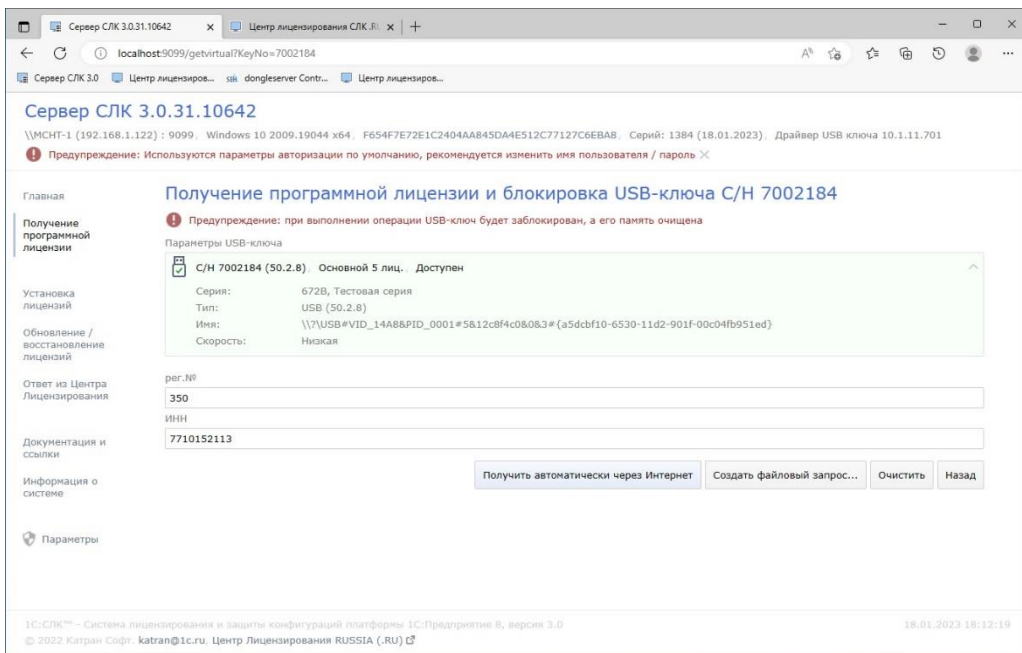 Сервер СЛК 3.0.31.10642
Центр лицензирования СЛК .RU
localhost:9099/getvirtual?KeyNo=7002184
Сервер СЛК 3.0 Центр лицензиров... dongleserver Contr... Центр лицензиров...
Сервер СЛК 3.0.31.10642
\\MCHT-1 (192.168.1.122) : 9099, Windows 10 2009.19044 x64, F654F7E72E1C2404AA845DA4E512C77127C6EBA8, Серий: 1384 (18.01.2023), Драйвер USB ключа 10.1.11.701
Предупреждение: Используются параметры авторизации по умолчанию, рекомендуется изменить имя пользователя / пароль
Главная
Получение
программной
лицензии
Установка
лицензий
Обновление /
восстановление
лицензий
Ответ из Центра
Лицензирования
Документация и
ссылки
Информация о
системе
Параметры
Получение программной лицензии и блокировка USB-ключа С/Н 7002184
Предупреждение: при выполнении операции USB-ключ будет заблокирован, а его память очищена
Параметры USB-ключа
С/Н 7002184 (50.2.8), Основной 5 лиц., Доступен
Серия: 672B, Тестовая серия
Тип: USB (50.2.8)
Имя: \\?\USB#VID_14A8&PID_0001#5&12c8f4c0&0&3#{a5dcbf10-6530-11d2-901f-00c04fb951ed}
Скорость: Низкая
рег.№
350
ИНН
7710152113
Получить автоматически через Интернет Создать файловый запрос... Очистить Назад
1С:СЛК™ – Система лицензирования и защиты конфигураций платформы 1С:Предприятие 8, версия 3.0
18.01.2023 18:12:19
© 2022 Катран Софт, katran@1c.ru, Центр Лицензирования RUSSIA (.RU)